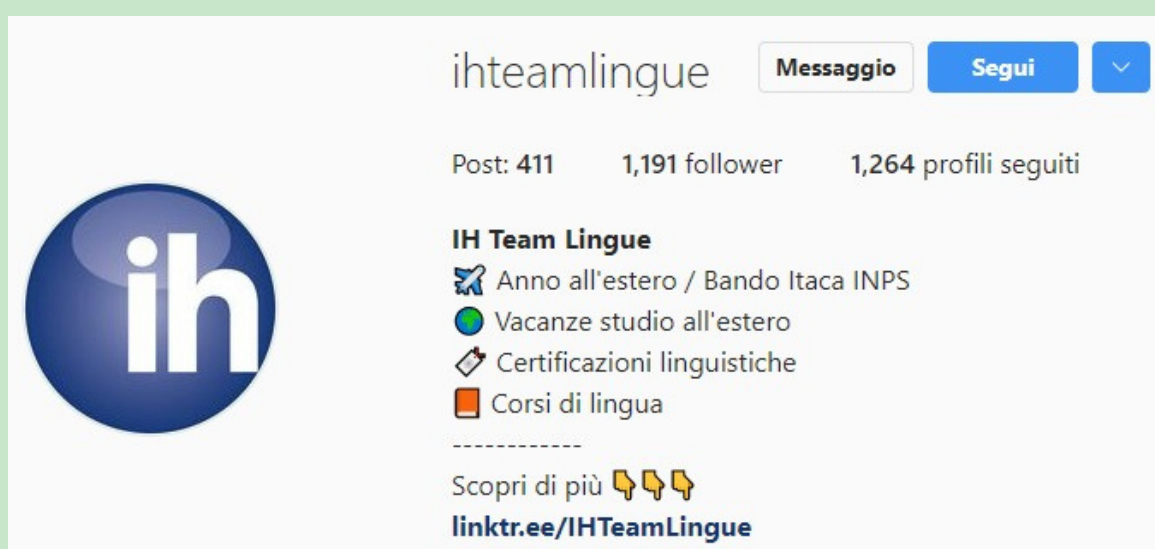 ihteamlingue Messaggio Segui
Post: 411 1,191 follower 1,264 profili seguiti
ih
IH Team Lingue
Anno all'estero / Bando Itaca INPS
Vacanze studio all'estero
Certificazioni linguistiche
Corsi di lingua
------------
Scopri di più
linktr.ee/IHTeamLingue